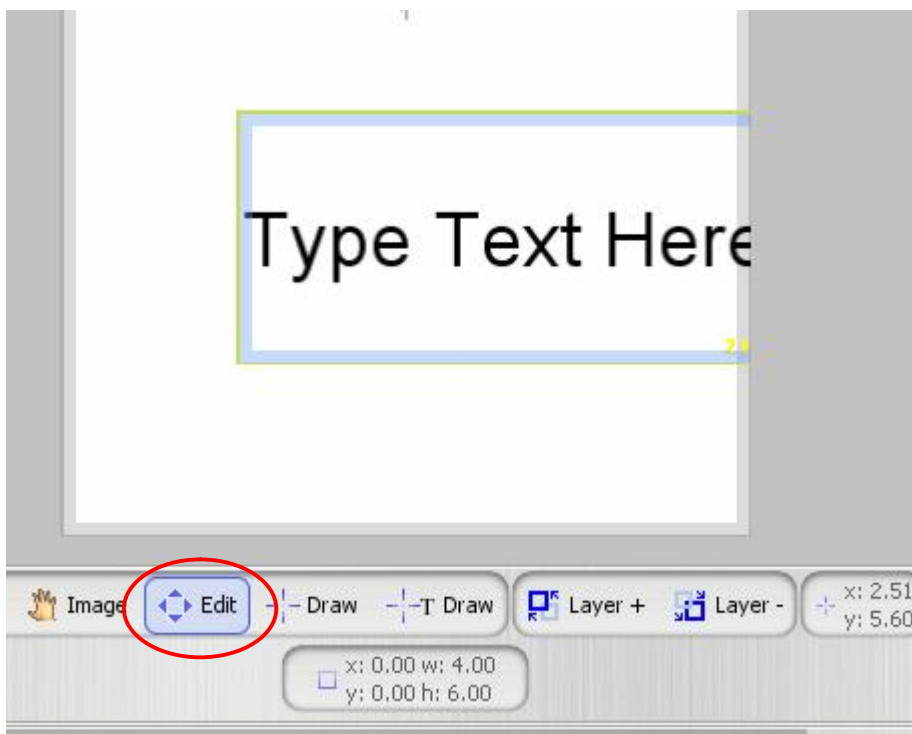 Type Text Here
Image Edit Draw T Draw Layer + Layer - x: 2.51
y: 5.60
x: 0.00 w: 4.00
y: 0.00 h: 6.00